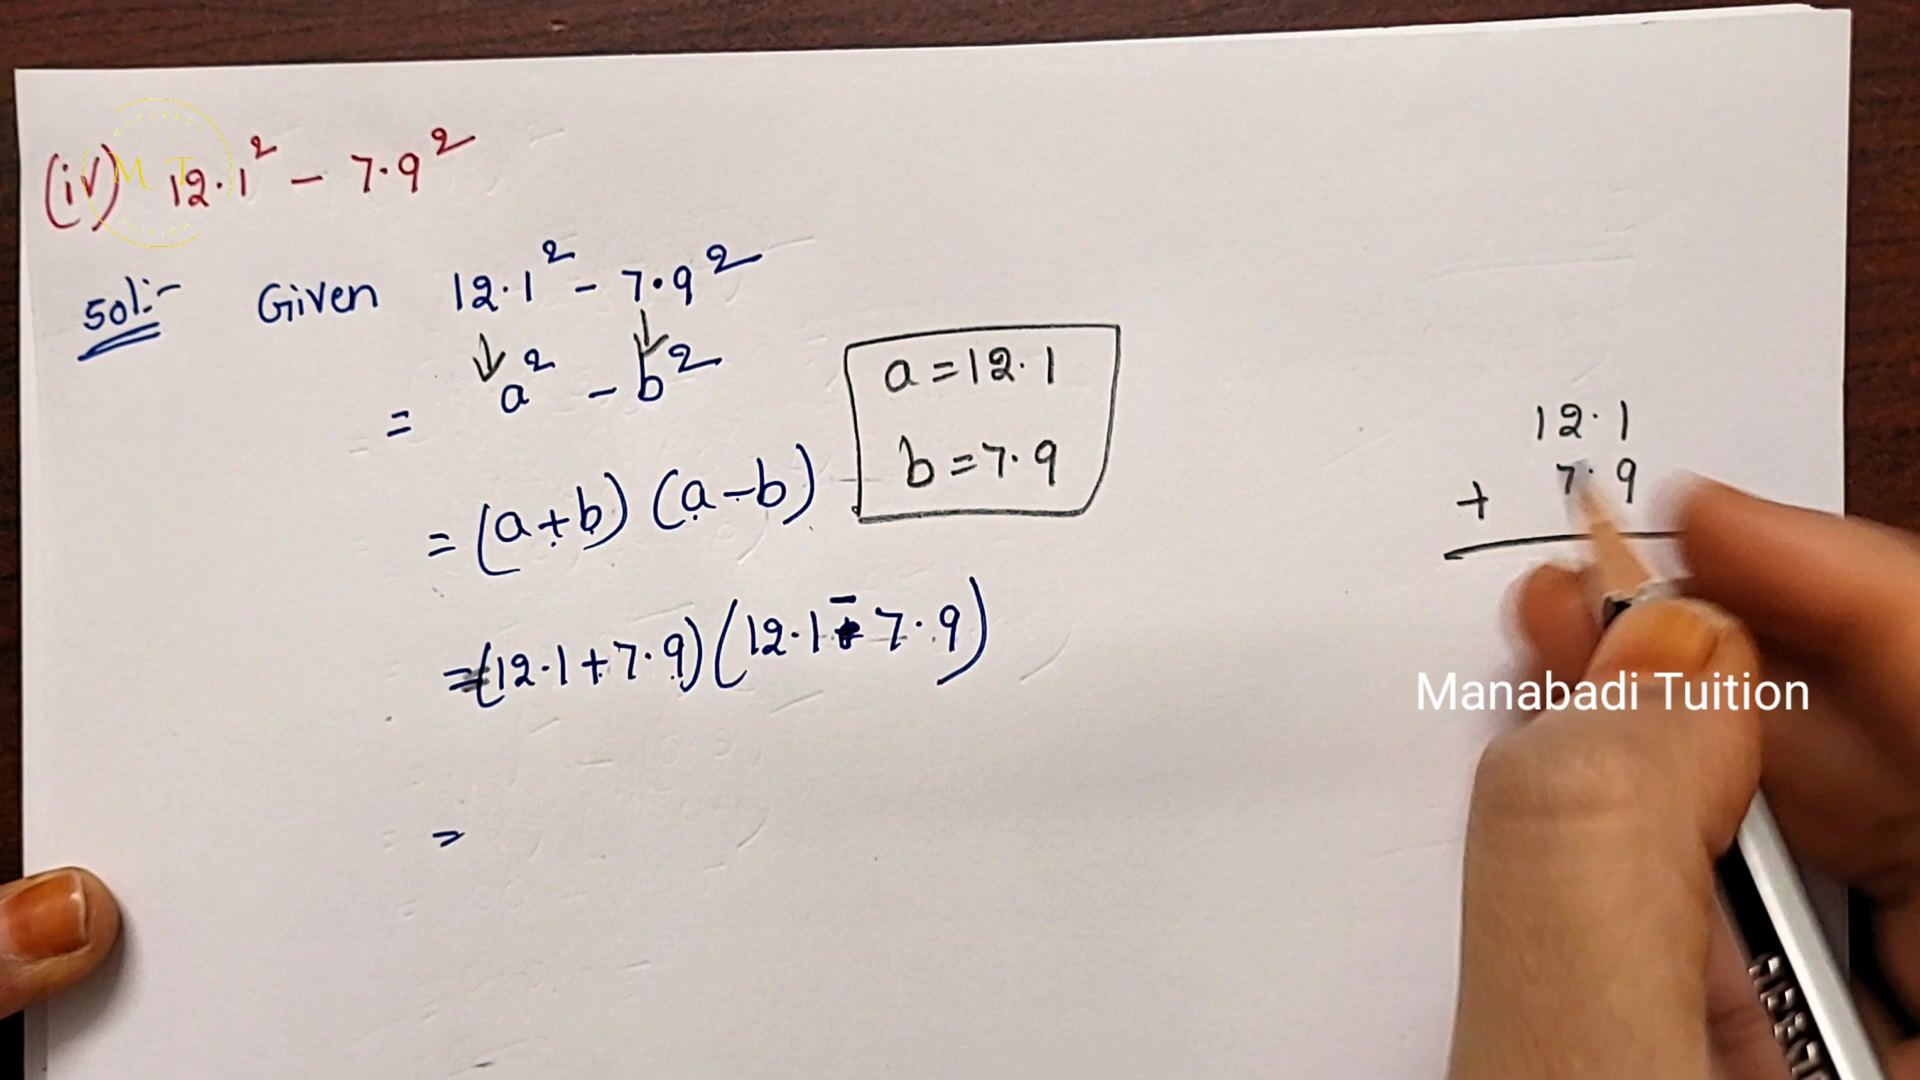 (iv) 12.1² - 7.9²
M T
Sol:- Given 12.1² - 7.9²
= a² - b²
a = 12.1
b = 7.9
= (a+b) (a-b)
= (12.1 + 7.9) (12.1 - 7.9)
=
12.1
+ 7.9
Manabadi Tuition